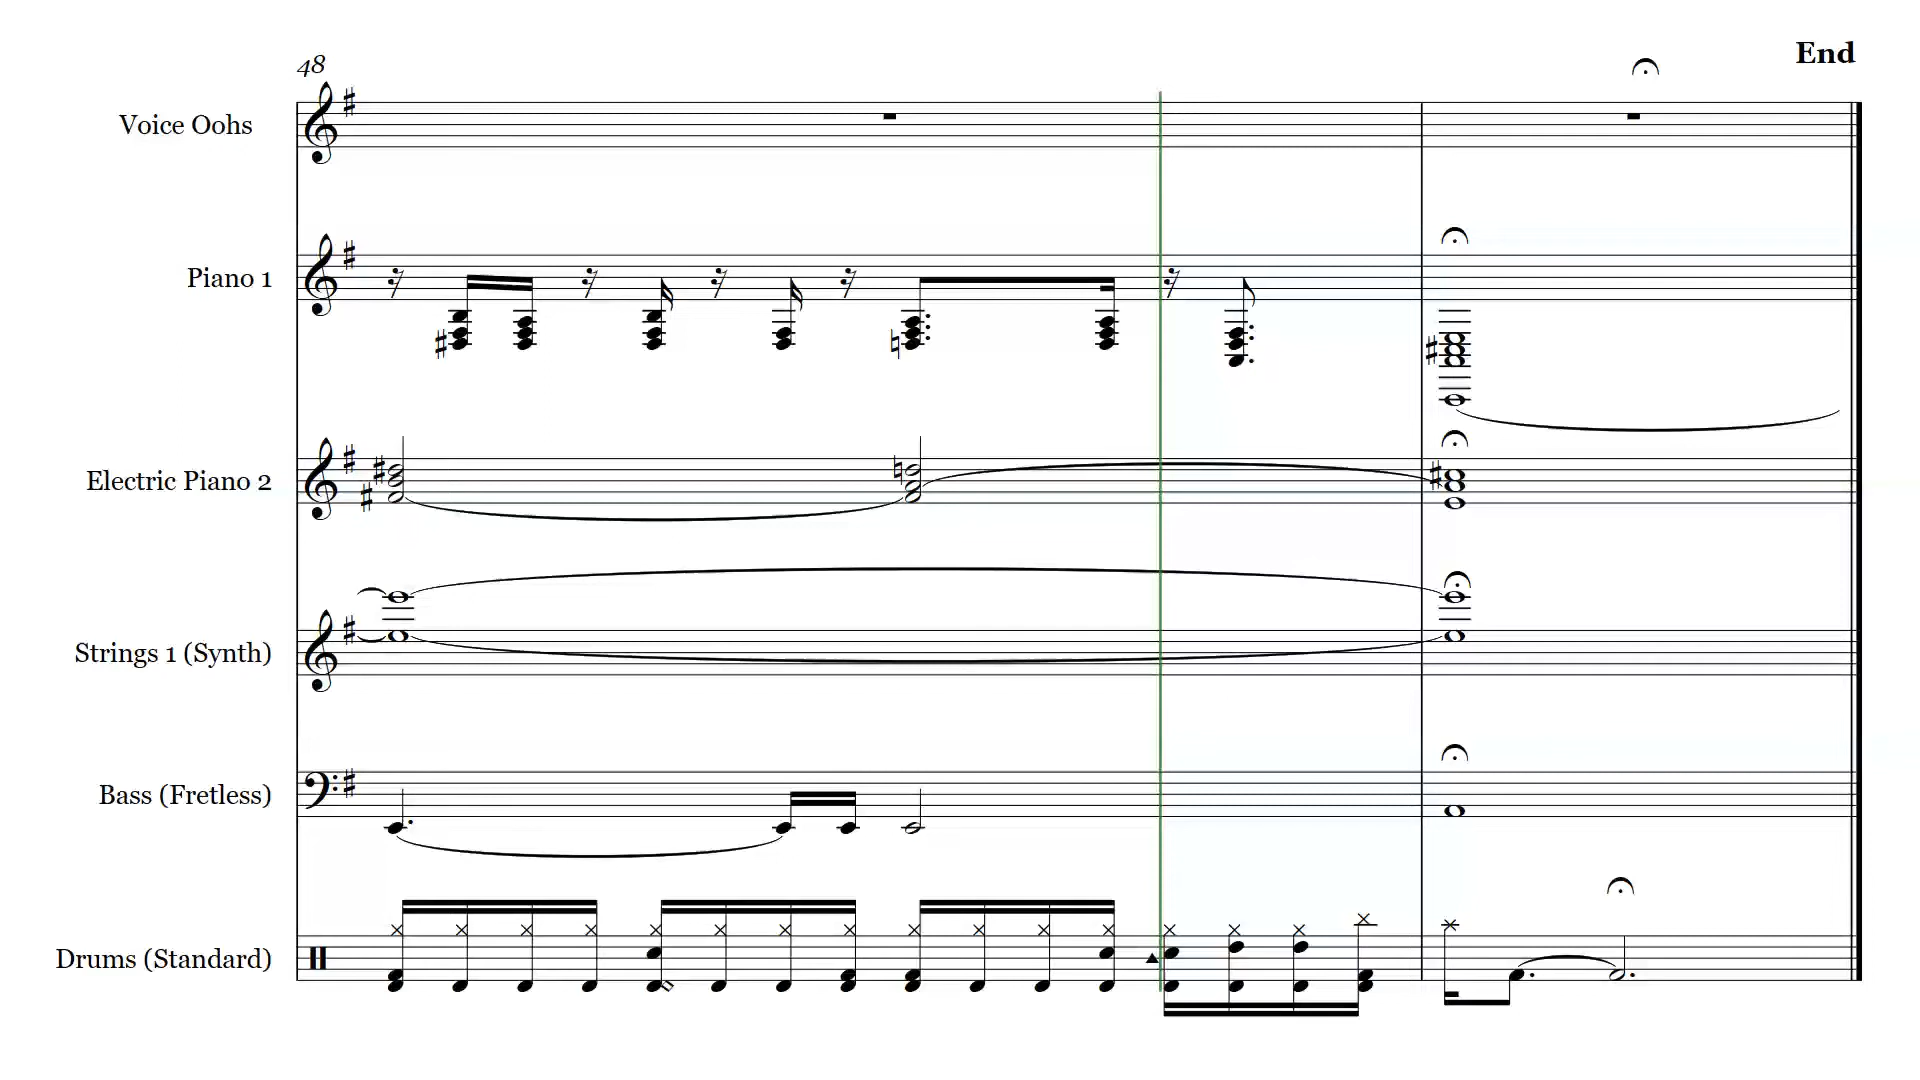 48
End
Voice Oohs
Piano 1
Electric Piano 2
Strings 1 (Synth)
Bass (Fretless)
Drums (Standard)